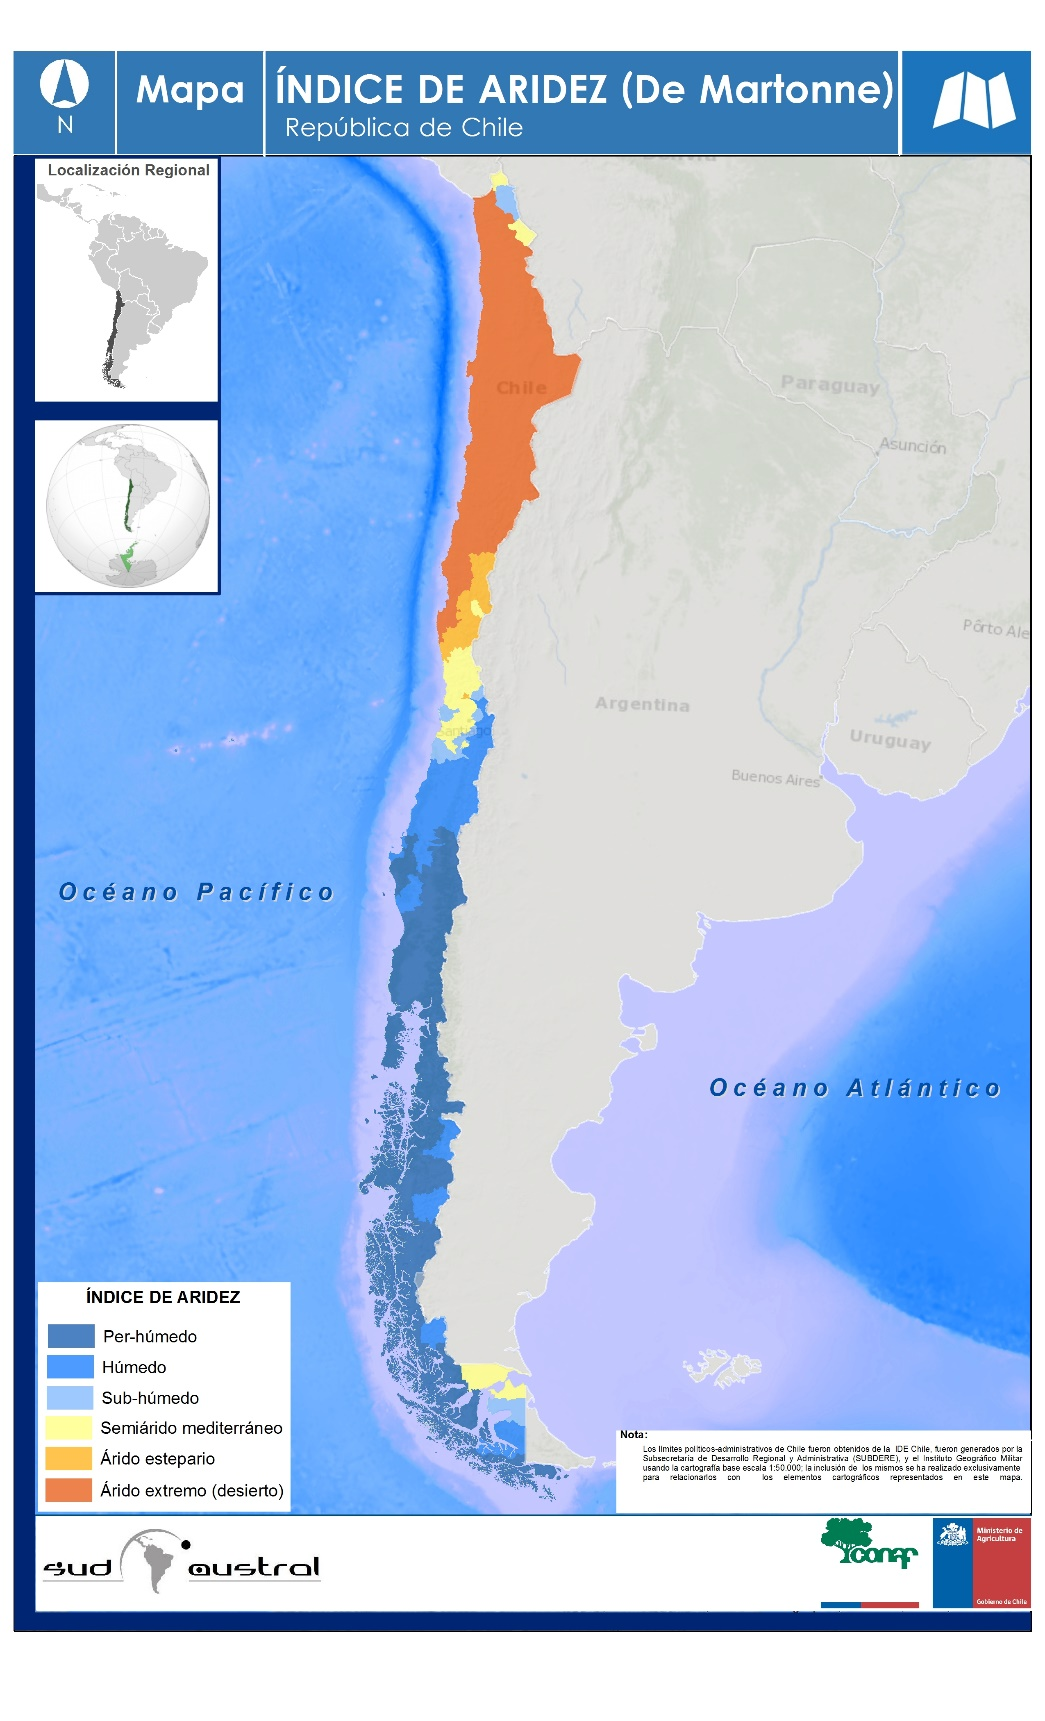 N
Mapa
ÍNDICE DE ARIDEZ (De Martonne)
República de Chile
Localización Regional
Chile
Paraguay
Asunción
Pôrto Ale
Argentina
Santiago
Uruguay
Buenos Aires
Océano Pacífico
Océano Atlántico
ÍNDICE DE ARIDEZ
Per-húmedo
Húmedo
Sub-húmedo
Semiárido mediterráneo
Árido estepario
Árido extremo (desierto)
Nota:
Los límites políticos-administrativos de Chile fueron obtenidos de la IDE Chile, fueron generados por la
Subsecretaria de Desarrollo Regional y Administrativa (SUBDERE), y el Instituto Geográfico Militar
usando la cartografía base escala 1:50.000; la inclusión de los mismos se ha realizado exclusivamente
para relacionarlos con los elementos cartográficos representados en este mapa.
sud austral
conaf
Ministerio de
Agricultura
Gobierno de Chile